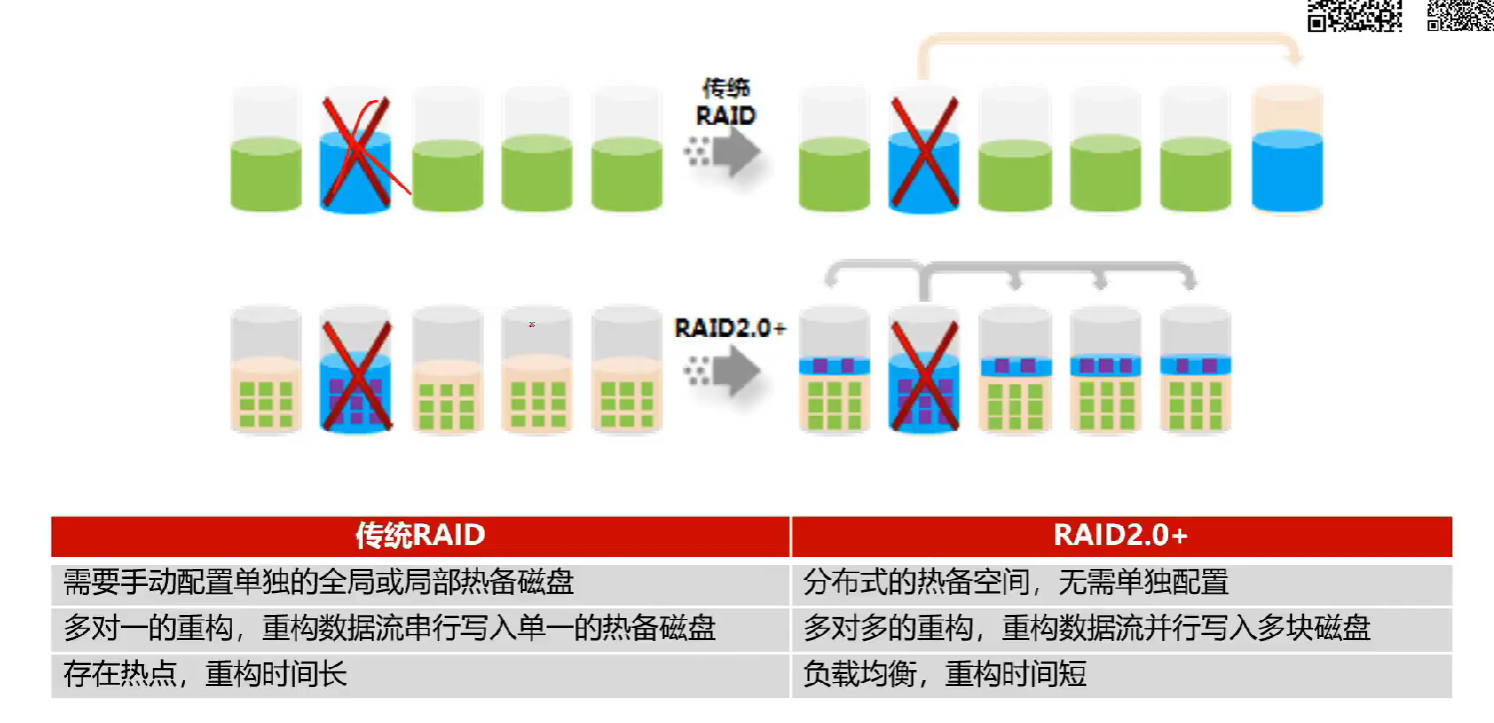 传统
RAID
RAID2.0+
传统RAID
RAID2.0+
需要手动配置单独的全局或局部热备磁盘
分布式的热备空间，无需单独配置
多对一的重构，重构数据流串行写入单一的热备磁盘
多对多的重构，重构数据流并行写入多块磁盘
存在热点，重构时间长
负载均衡，重构时间短